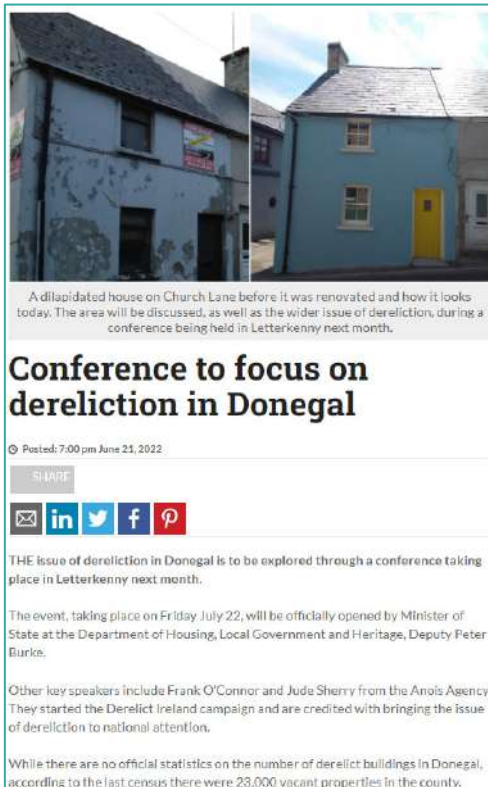 A dilapidated house on Church Lane before it was renovated and how it looks
today. The area will be discussed, as well as the wider issue of dereliction, during a
conference being held in Letterkenny next month.
Conference to focus on
dereliction in Donegal
Posted: 7:00 pm June 21, 2022
SHARE
in f
THE issue of dereliction in Donegal is to be explored through a conference taking
place in Letterkenny next month.
The event, taking place on Friday July 22, will be officially opened by Minister of
State at the Department of Housing, Local Government and Heritage, Deputy Peter
Burke.
Other key speakers include Frank O'Connor and Jude Sherry from the Anois Agency
They started the Derelict Ireland campaign and are credited with bringing the issue
of dereliction to national attention.
While there are no official statistics on the number of derelict buildings in Donegal,
according to the last census there were 23,000 vacant properties in the county.